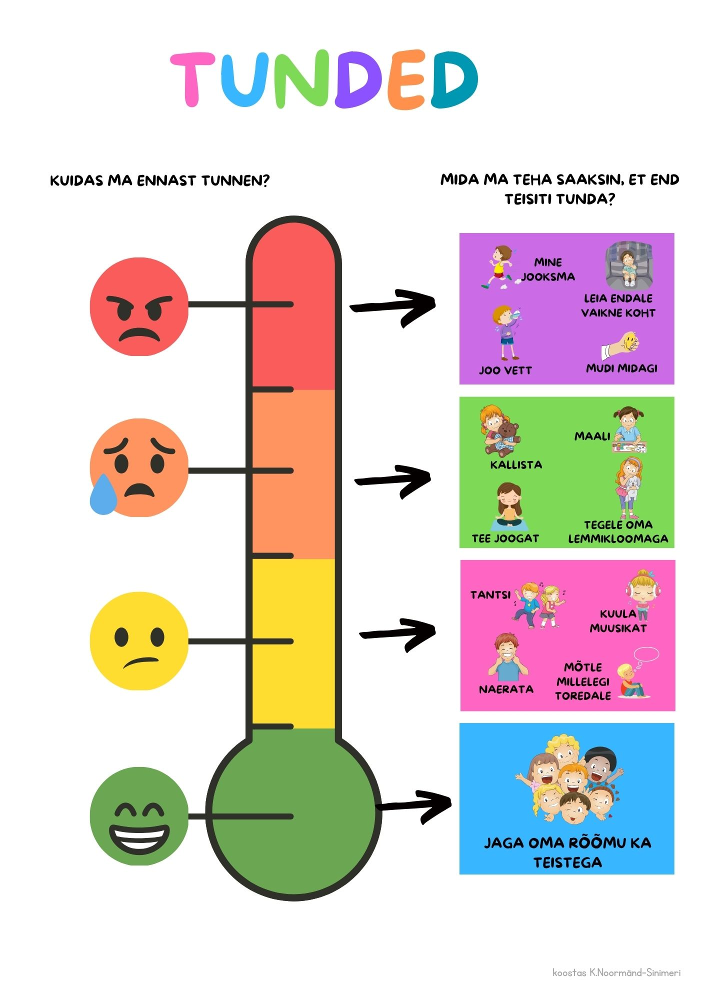 TUNDED
KUIDAS MA ENNAST TUNNEN?
MIDA MA TEHA SAAKSIN, ET END
TEISITI TUNDA?
MINE
JOOKSMA
LEIA ENDALE
VAIKNE KOHT
JOO VETT
MUDI MIDAGI
KALLISTA
MAALI
TEE JOOGAT
TEGELE OMA
LEMMIKLOOMAGA
TANTSI
KUULA
MUUSIKAT
NAERATA
MÕTLE
MILLELEGI
TOREDALE
JAGA OMA RÕÕMU KA
TEISTEGA
koostas K.Noormänd-Sinimeri